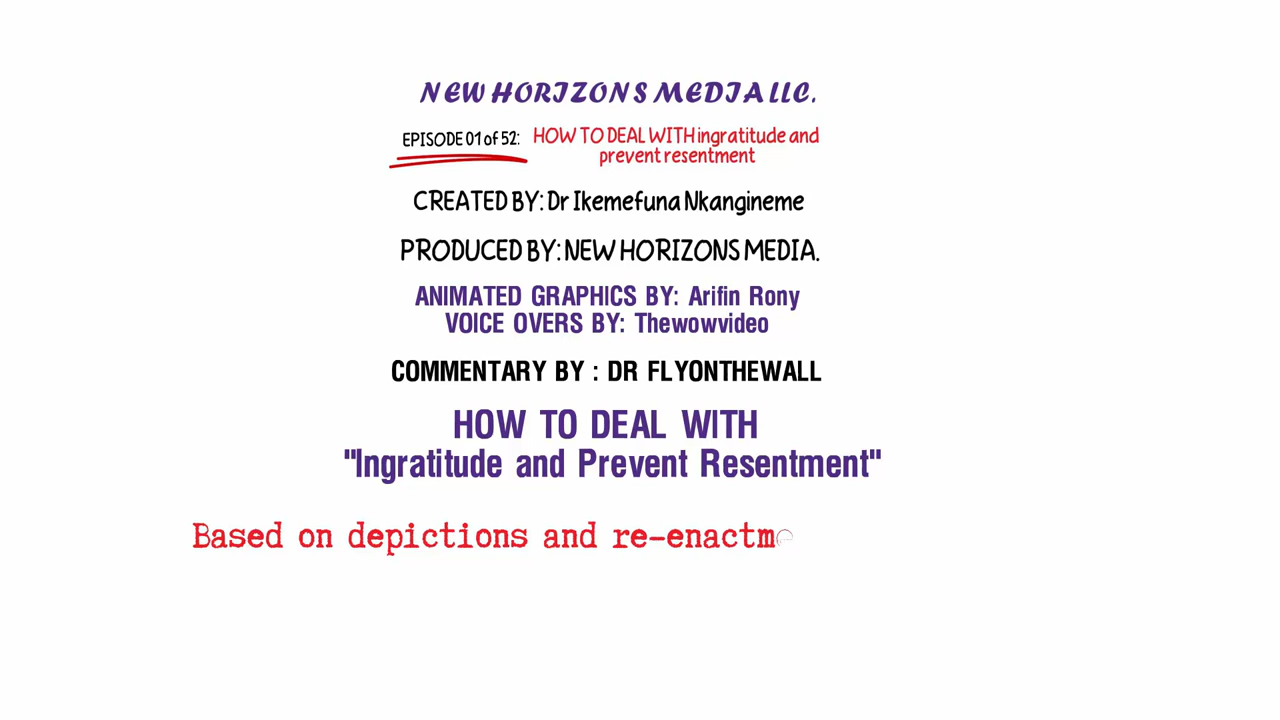 NEW HORIZONS MEDIA LLC.
EPISODE 01 of 52: HOW TO DEAL WITH ingratitude and
prevent resentment
CREATED BY: Dr Ikemefuna Nkangineme
PRODUCED BY: NEW HORIZONS MEDIA.
ANIMATED GRAPHICS BY: Arifin Rony
VOICE OVERS BY: Thewowvideo
COMMENTARY BY : DR FLYONTHEWALL
HOW TO DEAL WITH
"Ingratitude and Prevent Resentment"
Based on depictions and re-enactm